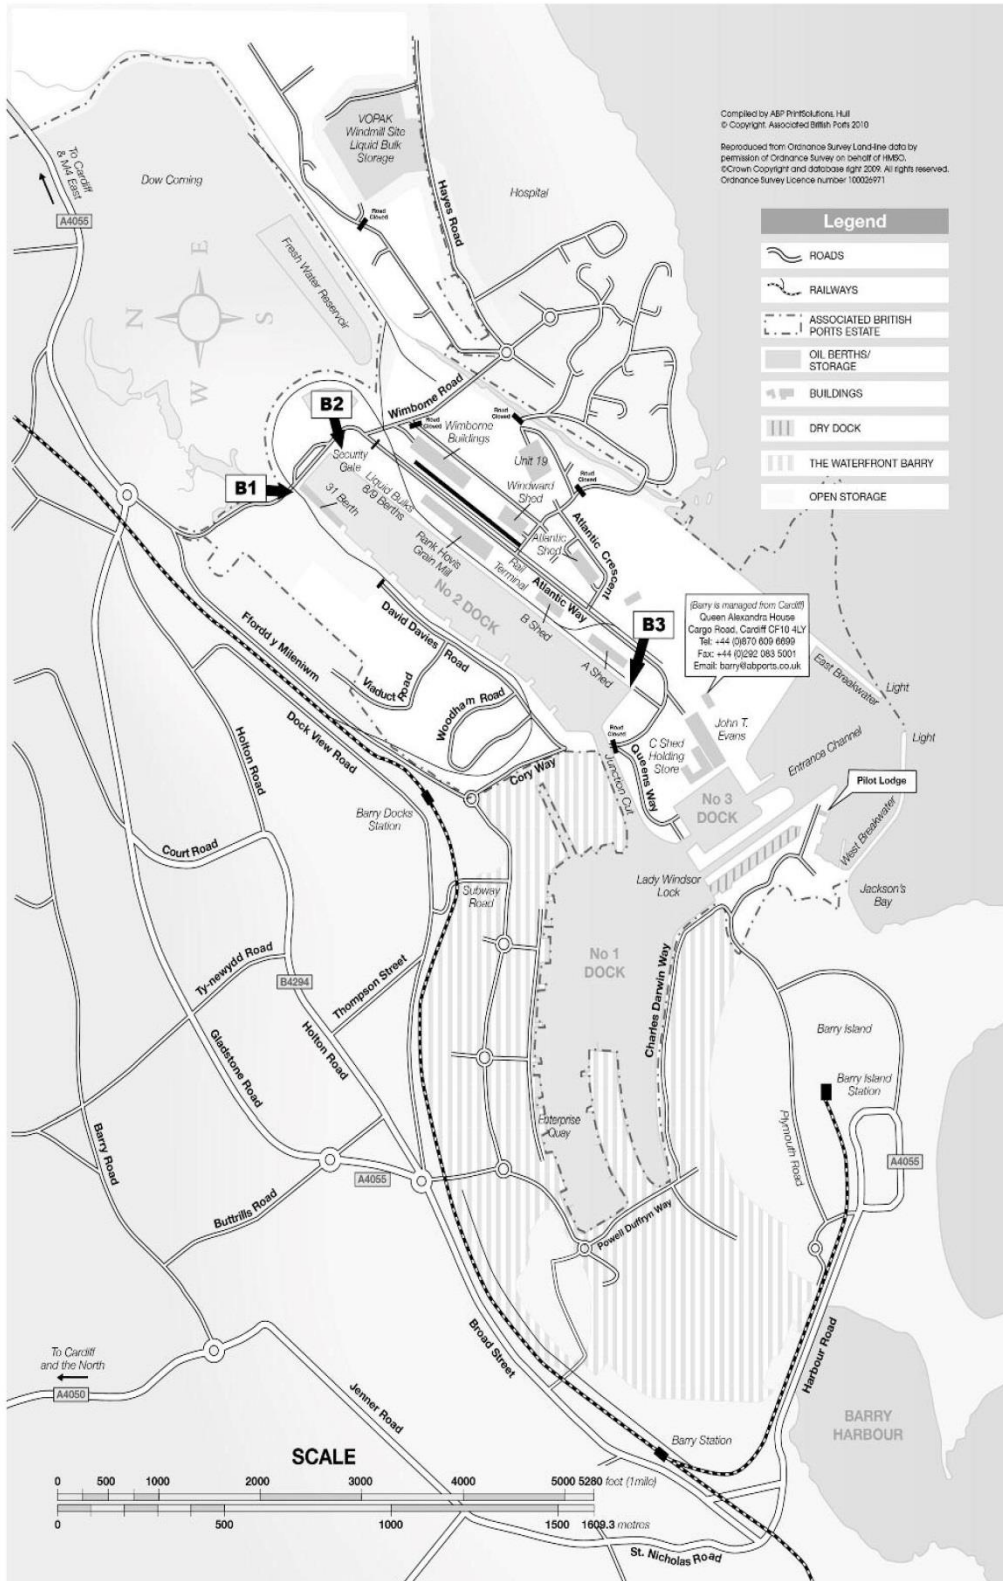 Compiled by ABP PrintSolutions, Hull
© Copyright. Associated British Ports 2010
Reproduced from Ordnance Survey Land-line data by
permission of Ordnance Survey on behalf of HMSO.
©Crown Copyright and database right 2009. All rights reserved.
Ordnance Survey Licence number 100026971
Legend
ROADS
RAILWAYS
ASSOCIATED BRITISH
PORTS ESTATE
OIL BERTHS/
STORAGE
BUILDINGS
DRY DOCK
THE WATERFRONT BARRY
OPEN STORAGE
To Cardiff
& M4 East
A4055
Dow Corning
VOPAK
Windmill Site
Liquid Bulk
Storage
Hayes Road
Hospital
Road
Closed
Fresh Water Reservoir
N
E
S
W
B2
B1
Security
Gate
Wimborne Road
Road
Closed
Wimborne
Buildings
Road
Closed
Unit 19
Road
Closed
Windward
Shed
31 Berth
Liquid Bulks
8/9 Berths
Rank Hovis
Grain Mill
Rail
Terminal
Atlantic
Shed
Atlantic Crescent
Atlantic Way
B Shed
A Shed
B3
No 2 DOCK
David Davies Road
Viaduct Road
Woodham Road
Ffordd y Mileniwm
Dock View Road
Holton Road
Cory Way
Road
Closed
Junction Cut
Queens Way
C Shed
Holding
Store
John T.
Evans
(Barry is managed from Cardiff)
Queen Alexandra House
Cargo Road, Cardiff CF10 4LY
Tel: +44 (0)870 609 6699
Fax: +44 (0)292 083 5001
Email: barry@abports.co.uk
East Breakwater
Light
Light
Entrance Channel
Pilot Lodge
West Breakwater
Jackson's
Bay
No 3
DOCK
Lady Windsor
Lock
Barry Docks
Station
Court Road
Subway
Road
No 1
DOCK
Charles Darwin Way
Ty-newydd Road
B4294
Thompson Street
Holton Road
Gladstone Road
Barry Road
Barry Island
Barry Island
Station
Plymouth Road
A4055
Enterprise
Quay
A4055
Buttrills Road
Powell Duffryn Way
Broad Street
Harbour Road
To Cardiff
and the North
A4050
Jenner Road
BARRY
HARBOUR
Barry Station
St. Nicholas Road
SCALE
0 500 1000 2000 3000 4000 5000 5280 feet (1mile)
0 500 1000 1500 1609.3 metres